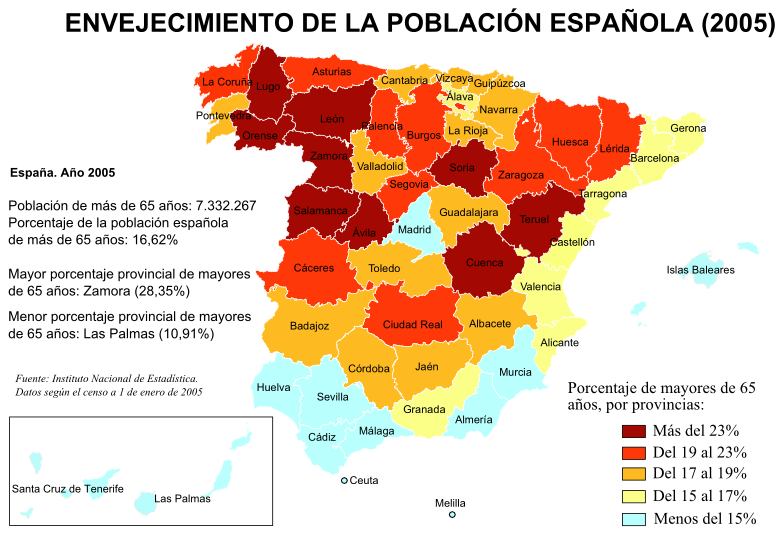 ENVEJECIMIENTO DE LA POBLACIÓN ESPAÑOLA (2005)
La Coruña
Lugo
Asturias
Cantabria
Vizcaya
Guipúzcoa
Álava
Navarra
Pontevedra
Orense
León
Palencia
Burgos
La Rioja
Huesca
Lérida
Gerona
Barcelona
Zamora
Valladolid
Soria
Zaragoza
Tarragona
Segovia
Salamanca
Ávila
Madrid
Guadalajara
Teruel
Castellón
Cáceres
Toledo
Cuenca
Valencia
Islas Baleares
Badajoz
Ciudad Real
Albacete
Alicante
Córdoba
Jaén
Murcia
Huelva
Sevilla
Granada
Almería
Cádiz
Málaga
Ceuta
Melilla
España. Año 2005
Población de más de 65 años: 7.332.267
Porcentaje de la población española
de más de 65 años: 16,62%
Mayor porcentaje provincial de mayores
de 65 años: Zamora (28,35%)
Menor porcentaje provincial de mayores
de 65 años: Las Palmas (10,91%)
Fuente: Instituto Nacional de Estadística.
Datos según el censo a 1 de enero de 2005
Santa Cruz de Tenerife
Las Palmas
Porcentaje de mayores de 65
años, por provincias:
Más del 23%
Del 19 al 23%
Del 17 al 19%
Del 15 al 17%
Menos del 15%